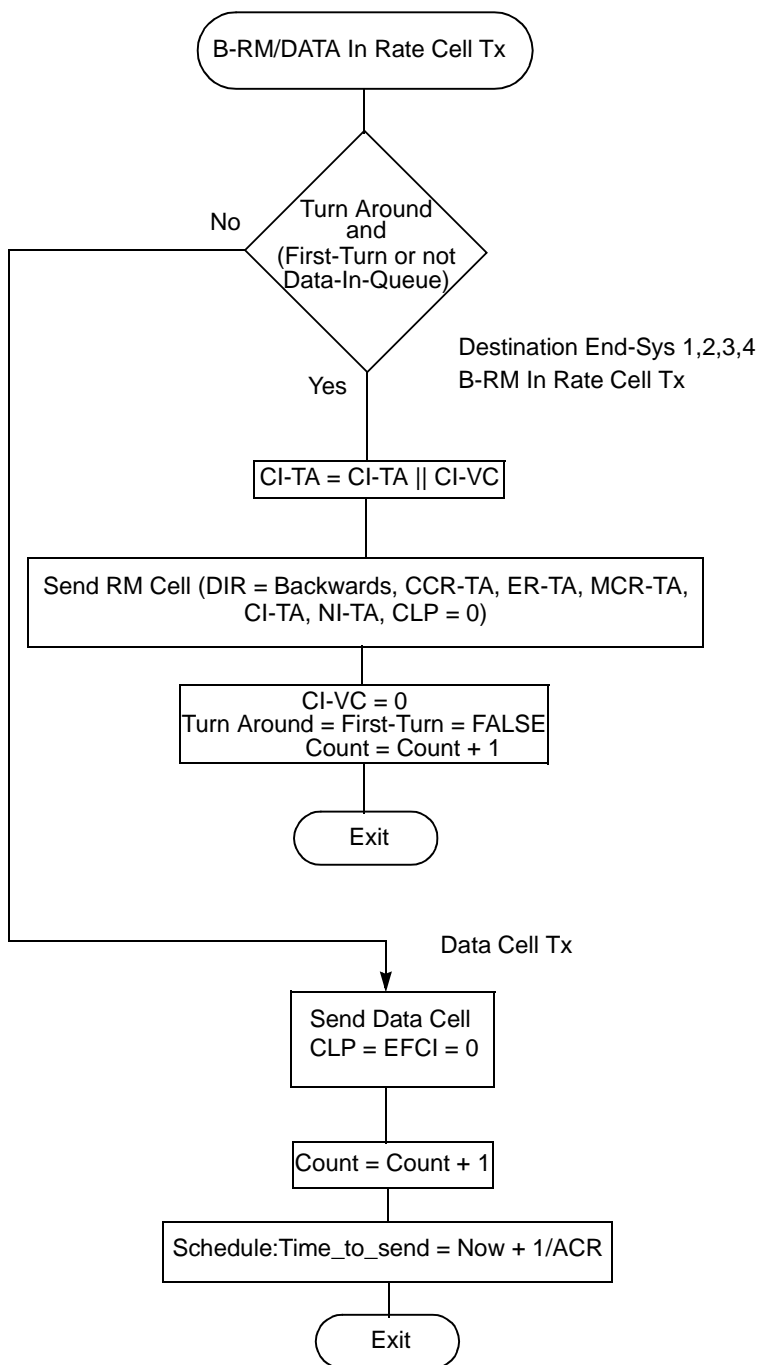 B-RM/DATA In Rate Cell Tx
Turn Around
and
(First-Turn or not
Data-In-Queue)
No
Destination End-Sys 1,2,3,4
B-RM In Rate Cell Tx
Yes
CI-TA = CI-TA || CI-VC
Send RM Cell (DIR = Backwards, CCR-TA, ER-TA, MCR-TA,
CI-TA, NI-TA, CLP = 0)
CI-VC = 0
Turn Around = First-Turn = FALSE
Count = Count + 1
Exit
Data Cell Tx
Send Data Cell
CLP = EFCI = 0
Count = Count + 1
Schedule:Time_to_send = Now + 1/ACR
Exit